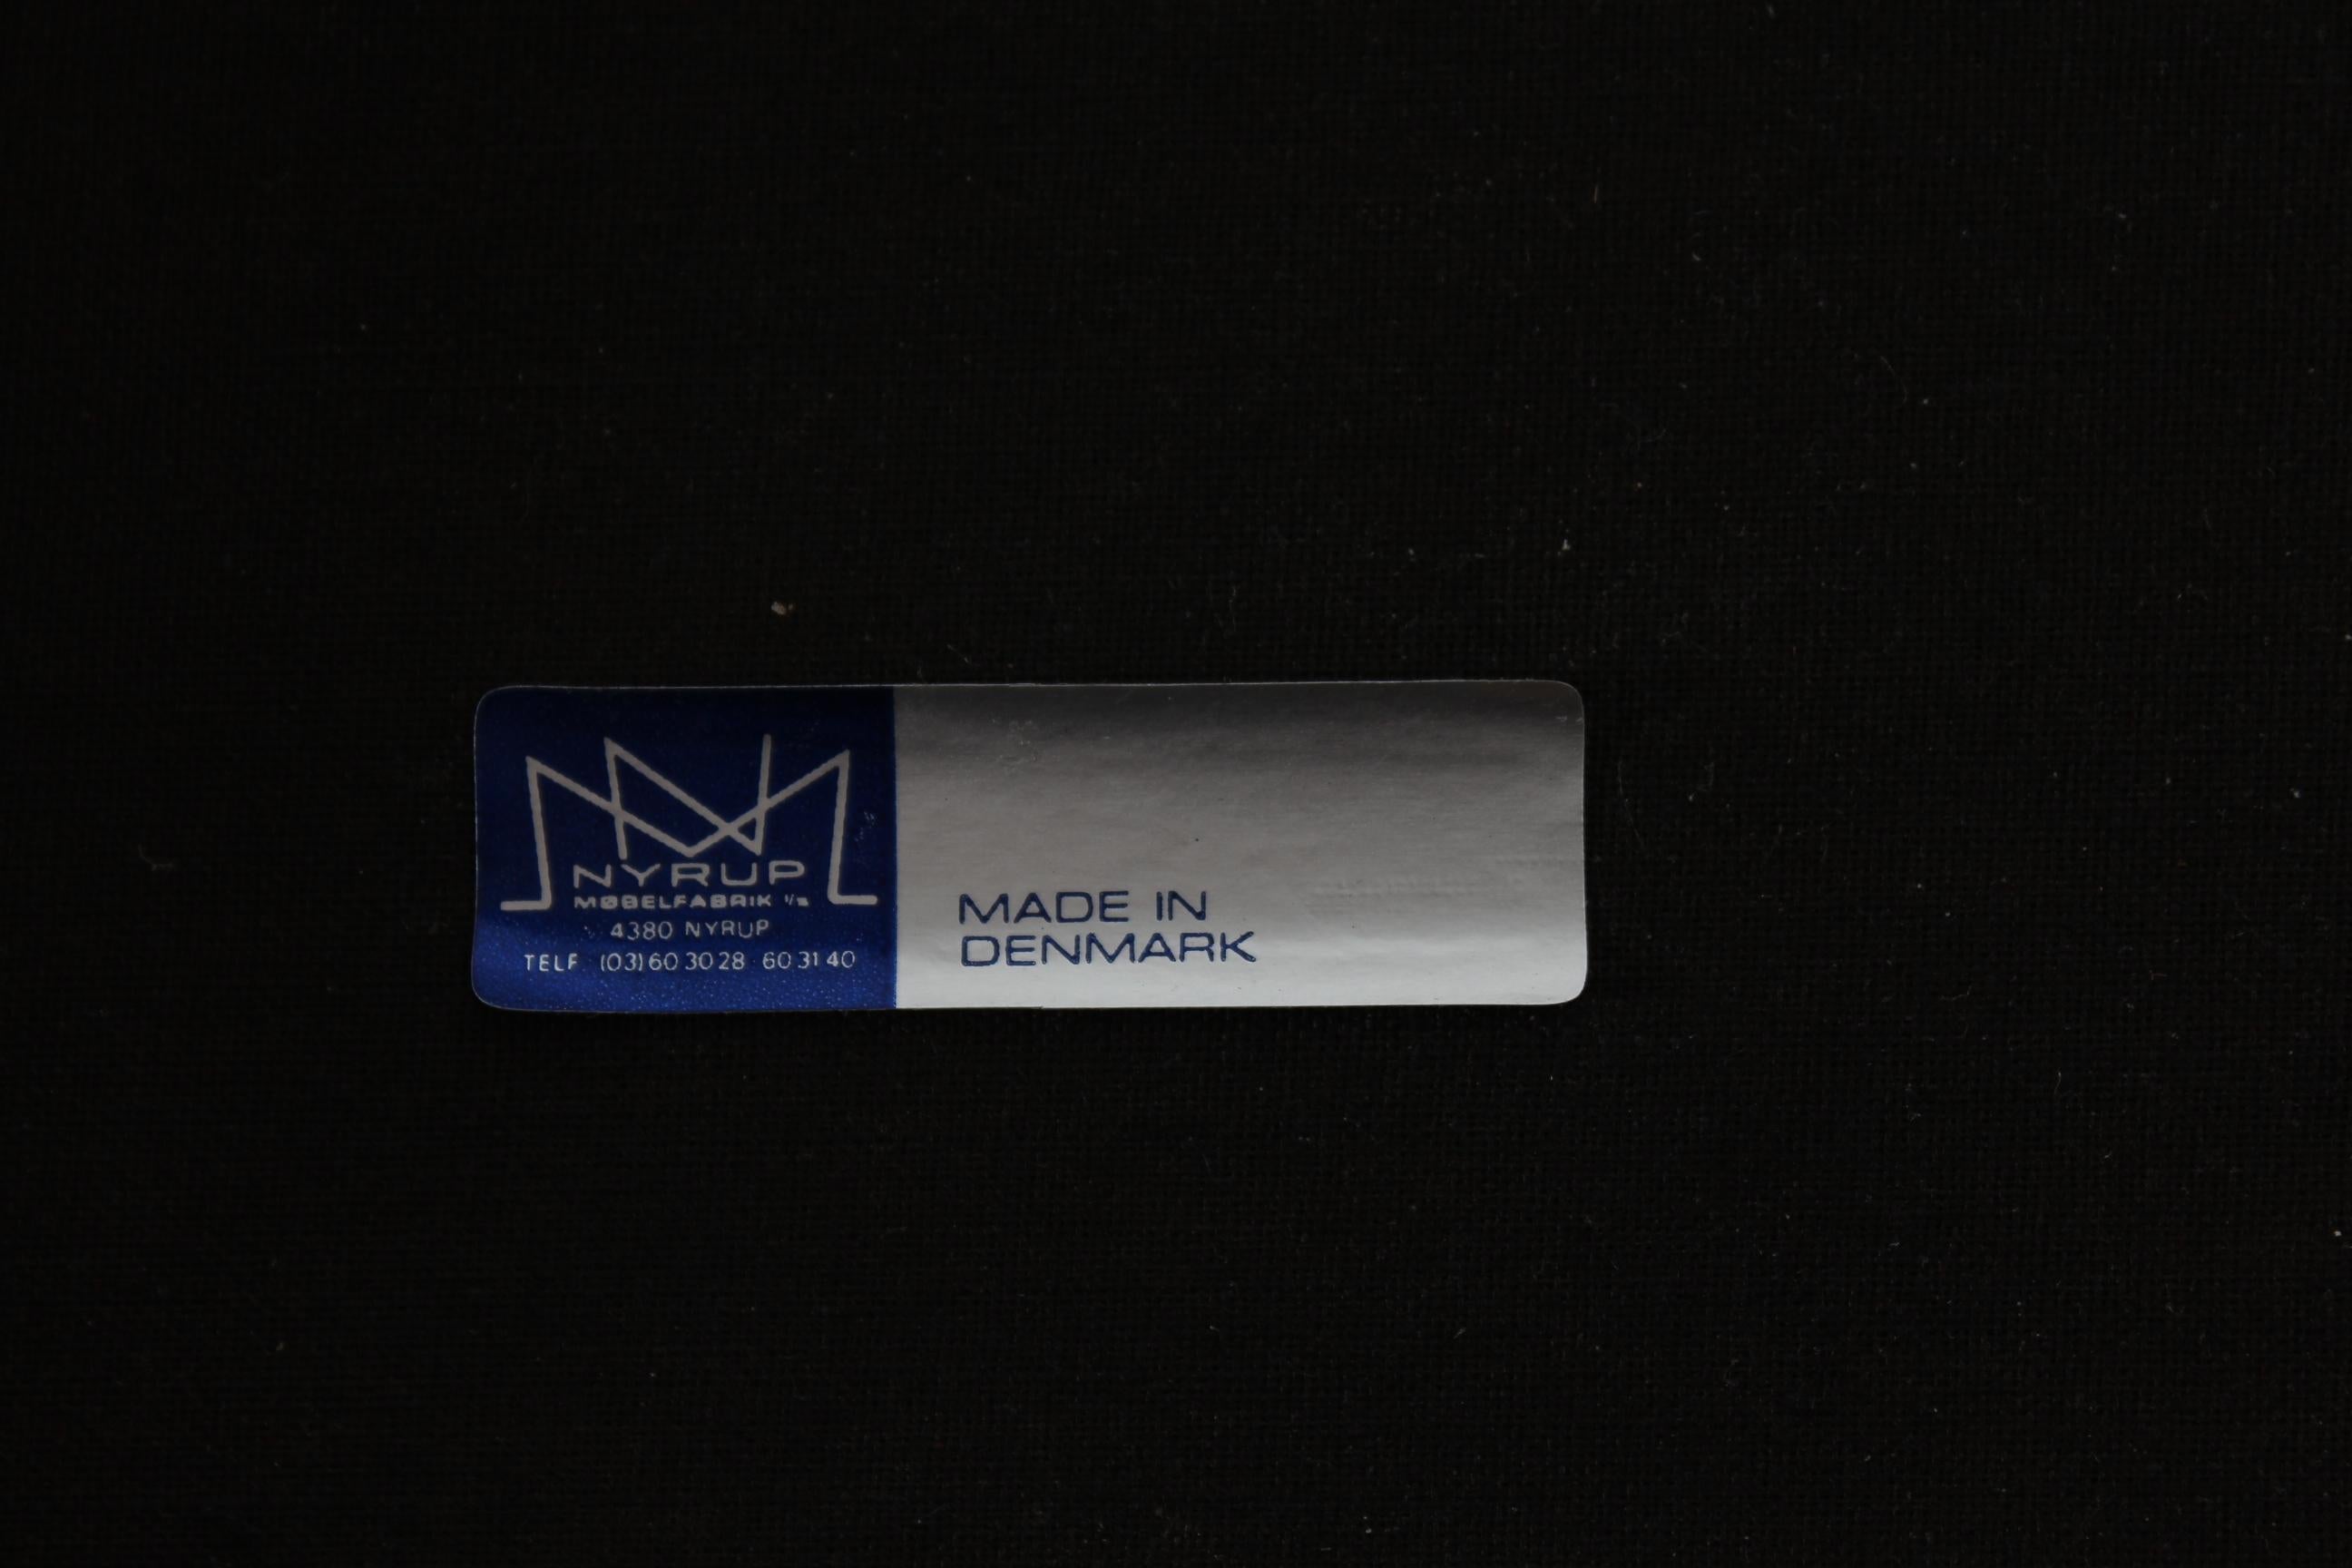 NYRUP
MØBELFABRIK
4380 NYRUP
TELF. (03) 60 30 28 · 60 31 40
MADE IN
DENMARK